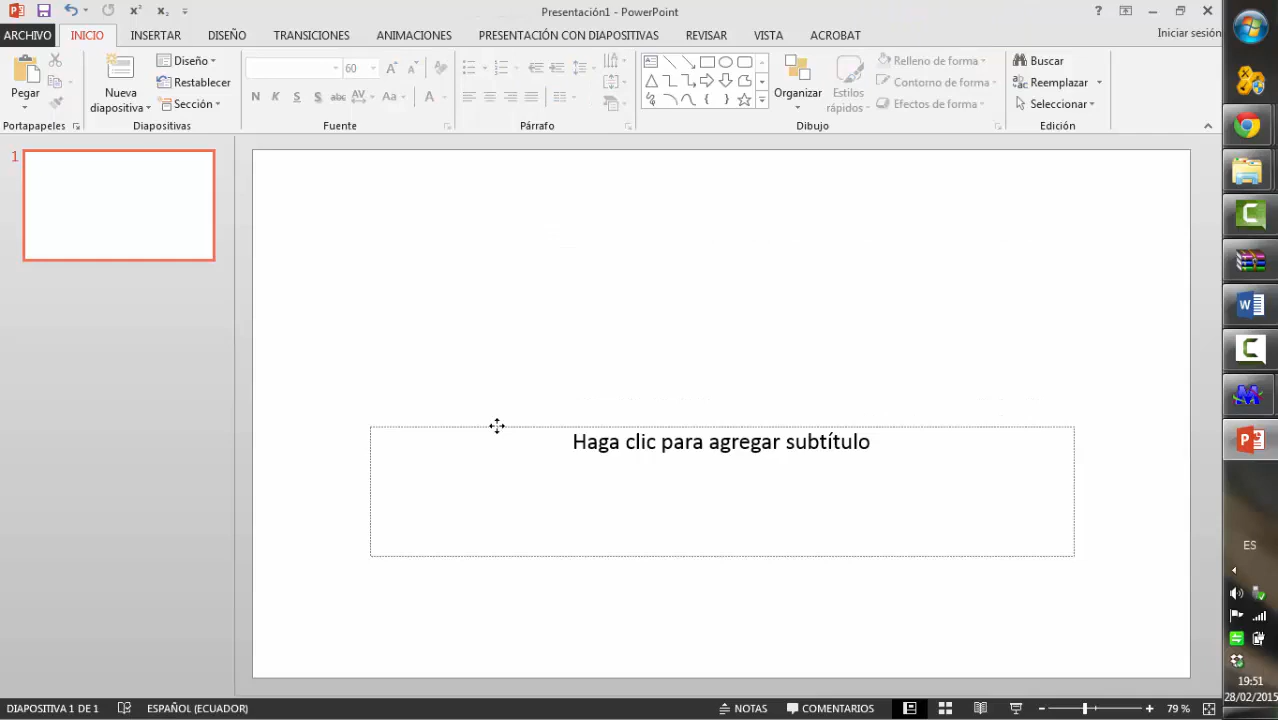 Presentación1 - PowerPoint
?
ARCHIVO INICIO INSERTAR DISEÑO TRANSICIONES ANIMACIONES PRESENTACIÓN CON DIAPOSITIVAS REVISAR VISTA ACROBAT Iniciar sesión
Pegar
Portapapeles
Nueva diapositiva
Diseño
Restablecer
Sección
Diapositivas
60
N K S S abc AV Aa A
Fuente
Párrafo
Organizar
Estilos rápidos
Relleno de forma
Contorno de forma
Efectos de forma
Dibujo
Buscar
Reemplazar
Seleccionar
Edición
1
Haga clic para agregar subtítulo
ES
19:51
28/02/2015
DIAPOSITIVA 1 DE 1 ESPAÑOL (ECUADOR) NOTAS COMENTARIOS 79 %